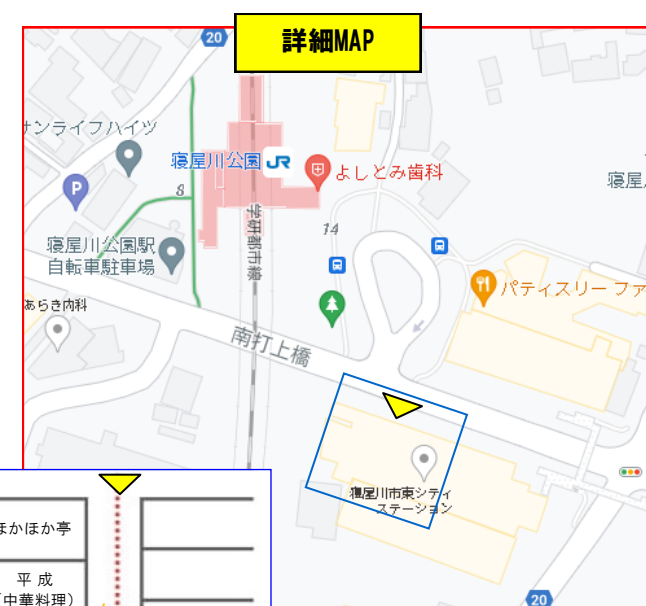 詳細MAP
20
サンライフハイツ
寝屋川公園 JR
よしとみ歯科
寝屋
P
8
14
学研都市線
寝屋川公園駅
自転車駐車場
パティスリー ファ
あらき内科
南打上橋
寝屋川市東シティ
ステーション
ほかほか亭
平 成
(中華料理)
20